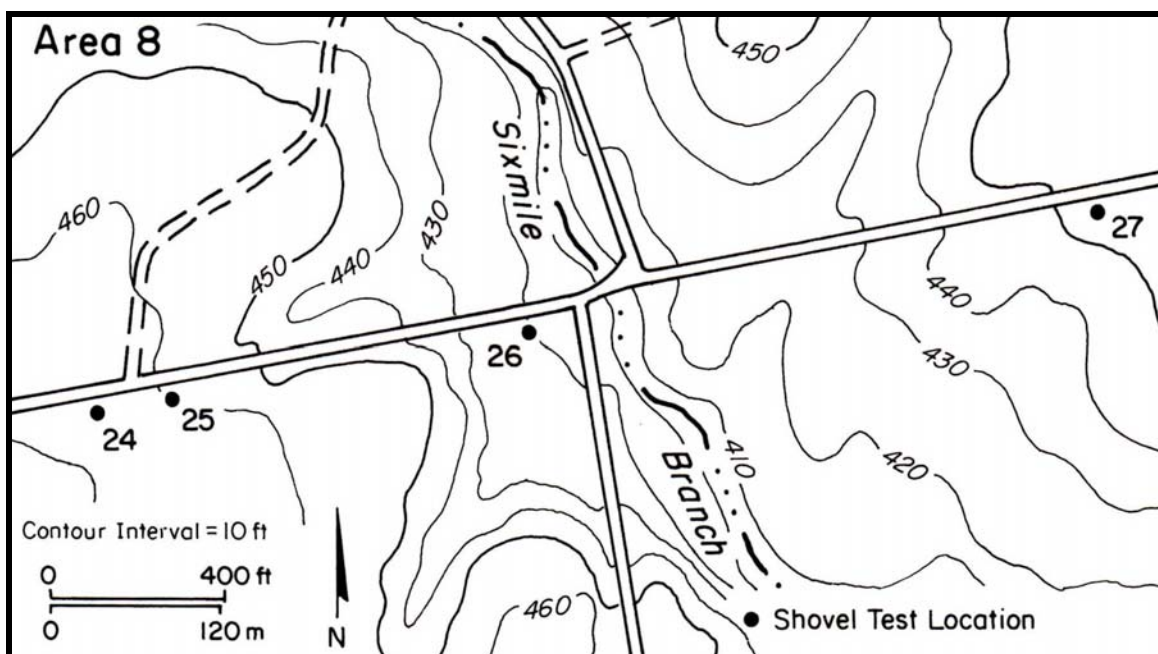 Area 8
450
Sixmile
460
430
450
440
27
440
26
430
24
25
410
420
Branch
Contour Interval = 10 ft
0 400 ft
0 120 m
N
460
Shovel Test Location